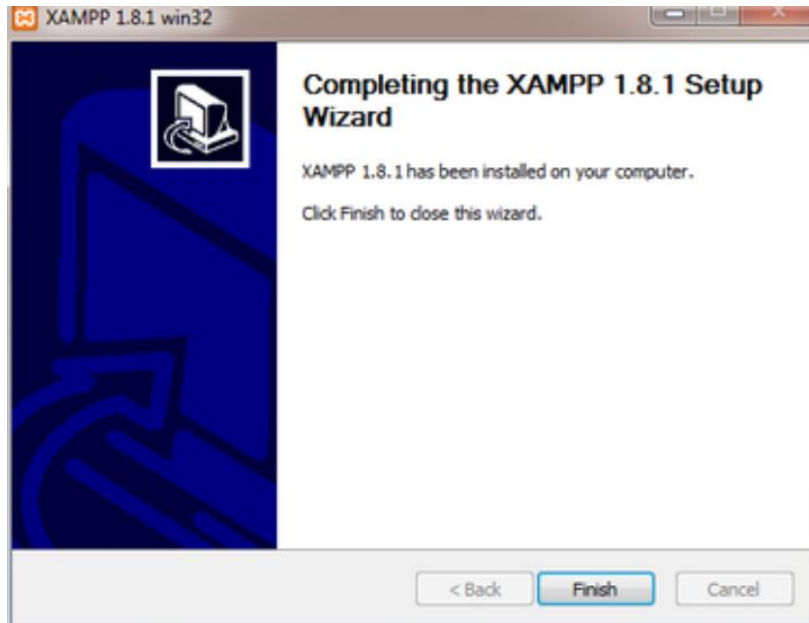 XAMPP 1.8.1 win32
Completing the XAMPP 1.8.1 Setup
Wizard
XAMPP 1.8.1 has been installed on your computer.
Click Finish to close this wizard.
< Back
Finish
Cancel